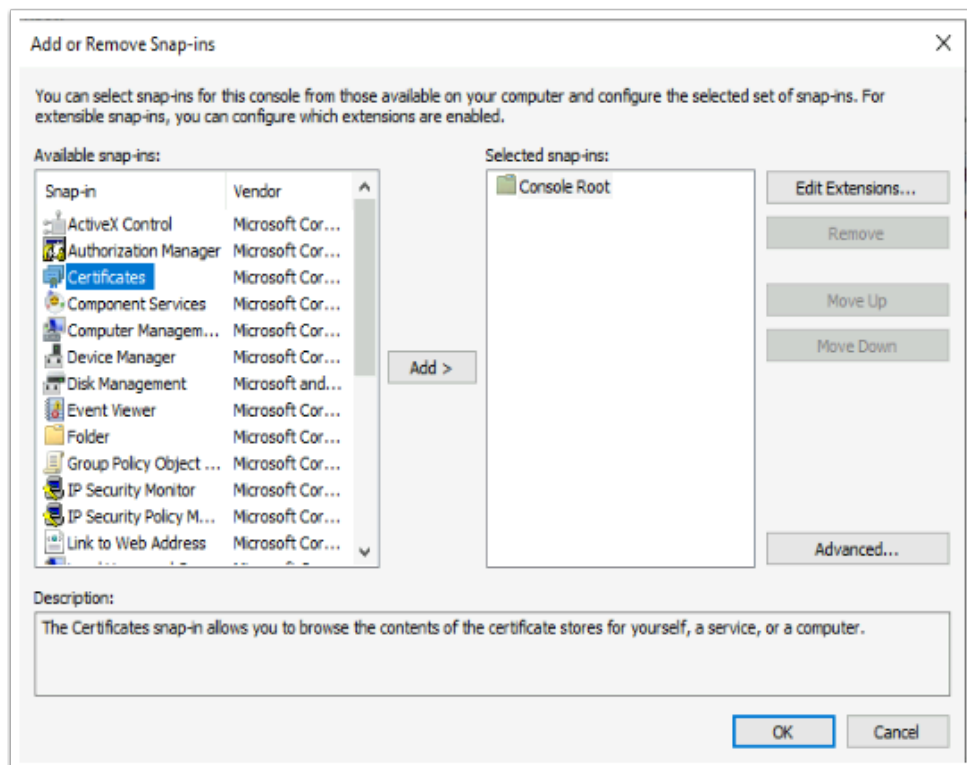 Add or Remove Snap-ins
You can select snap-ins for this console from those available on your computer and configure the selected set of snap-ins. For
extensible snap-ins, you can configure which extensions are enabled.
Available snap-ins:
Selected snap-ins:
Snap-in Vendor
ActiveX Control Microsoft Cor...
Authorization Manager Microsoft Cor...
Certificates Microsoft Cor...
Component Services Microsoft Cor...
Computer Managem... Microsoft Cor...
Device Manager Microsoft Cor...
Disk Management Microsoft and...
Event Viewer Microsoft Cor...
Folder Microsoft Cor...
Group Policy Object ... Microsoft Cor...
IP Security Monitor Microsoft Cor...
IP Security Policy M... Microsoft Cor...
Link to Web Address Microsoft Cor...
Add >
Console Root
Edit Extensions...
Remove
Move Up
Move Down
Advanced...
Description:
The Certificates snap-in allows you to browse the contents of the certificate stores for yourself, a service, or a computer.
OK Cancel